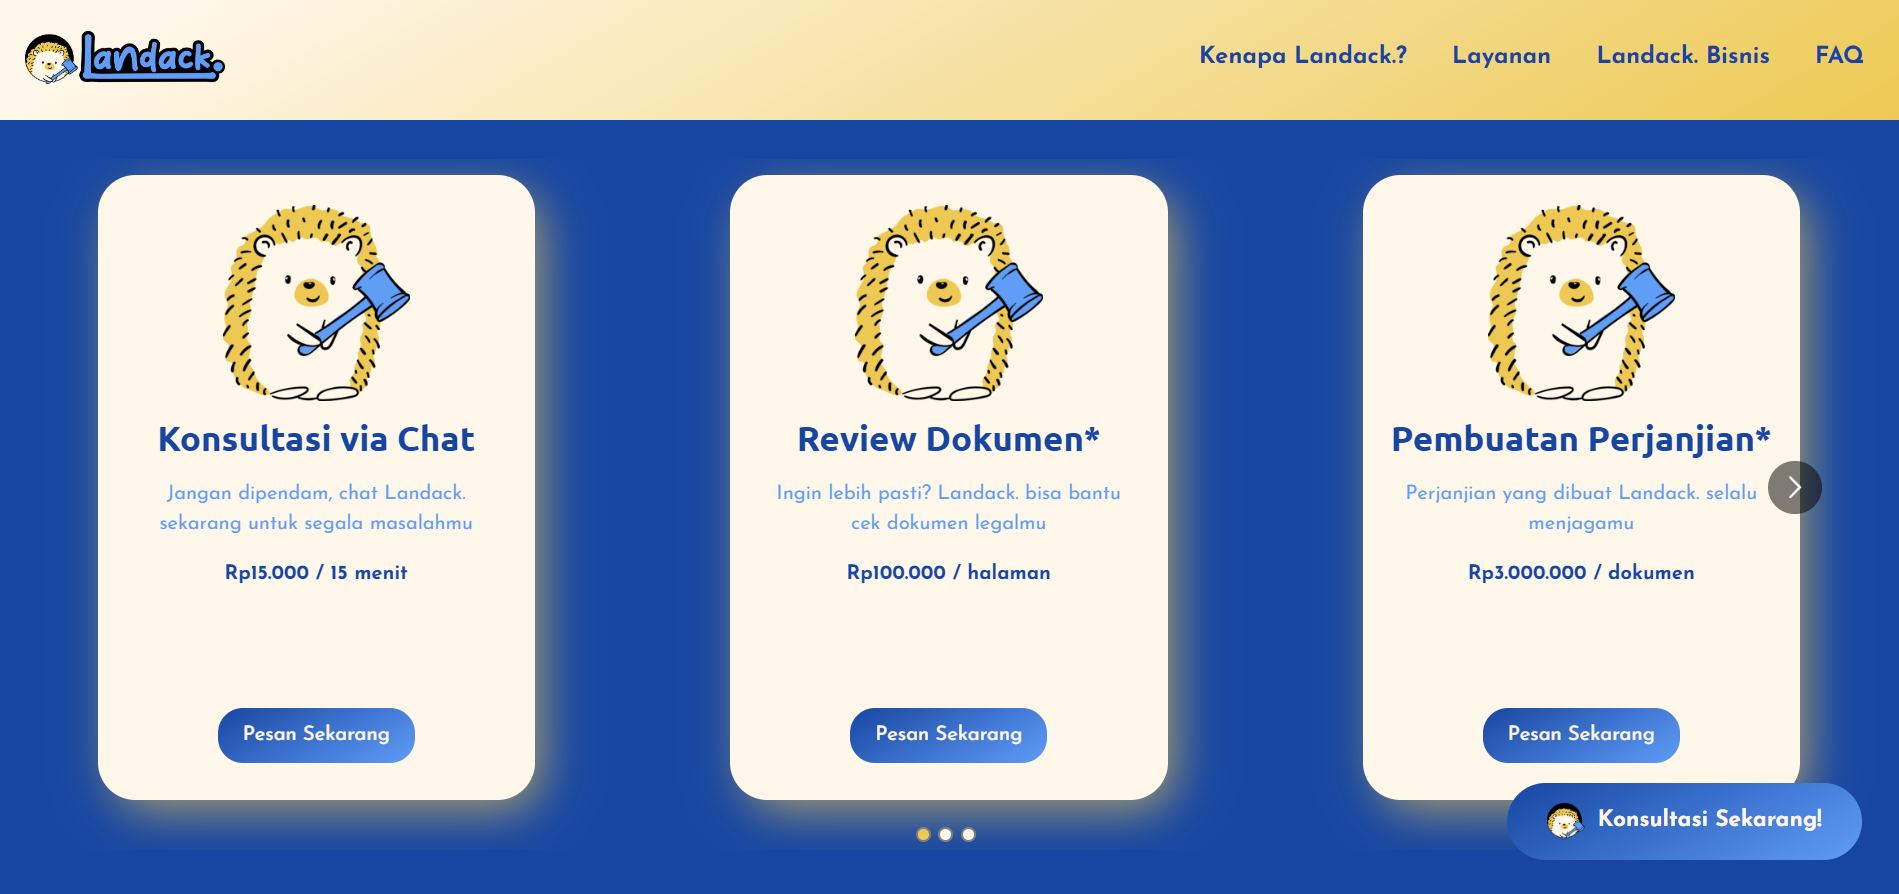 Landack.
Kenapa Landack.?
Layanan
Landack. Bisnis
FAQ
Konsultasi via Chat
Jangan dipendam, chat Landack.
sekarang untuk segala masalahmu
Rp15.000 / 15 menit
Pesan Sekarang
Review Dokumen*
Ingin lebih pasti? Landack. bisa bantu
cek dokumen legalmu
Rp100.000 / halaman
Pesan Sekarang
Pembuatan Perjanjian*
Perjanjian yang dibuat Landack. selalu
menjagamu
Rp3.000.000 / dokumen
Pesan Sekarang
Konsultasi Sekarang!